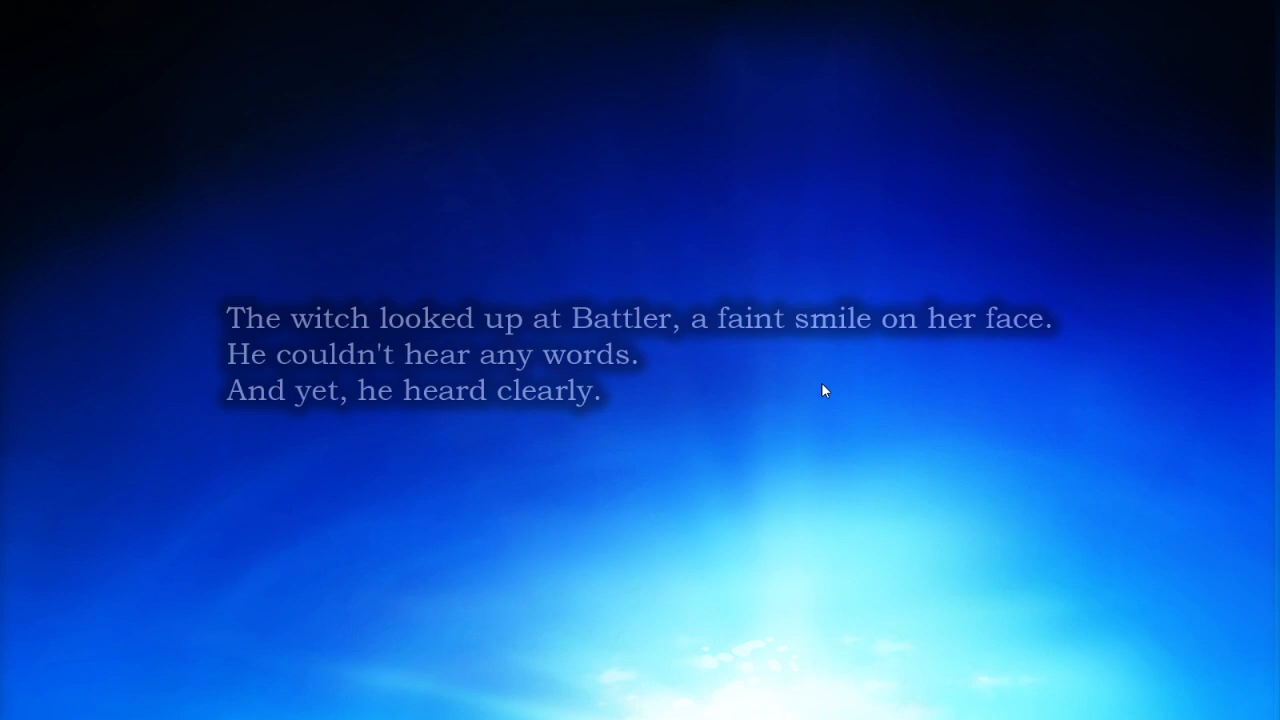 The witch looked up at Battler, a faint smile on her face.
He couldn't hear any words.
And yet, he heard clearly.